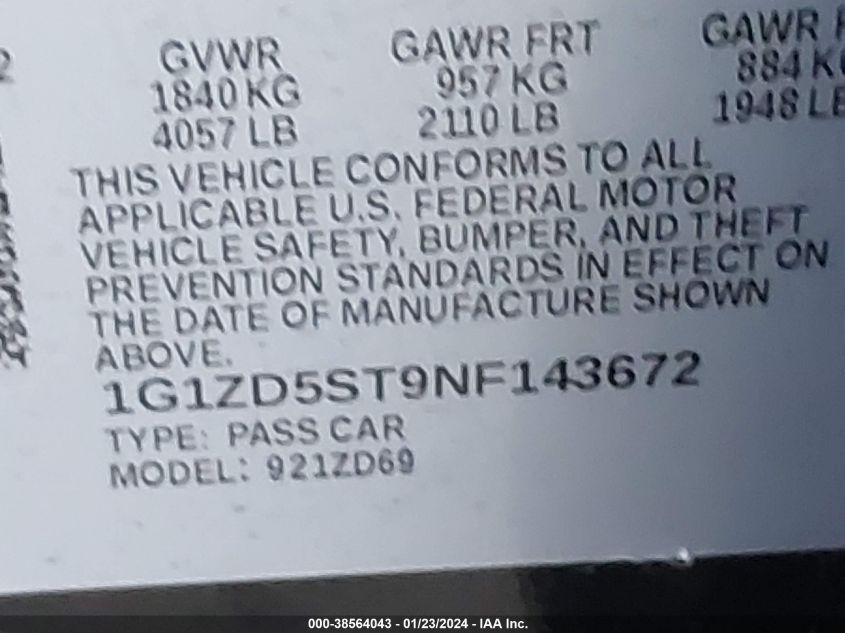 GVWR GAWR FRT GAWR
1840 KG 957 KG 884 KG
4057 LB 2110 LB 1948 LB
THIS VEHICLE CONFORMS TO ALL
APPLICABLE U.S. FEDERAL MOTOR
VEHICLE SAFETY, BUMPER, AND THEFT
PREVENTION STANDARDS IN EFFECT ON
THE DATE OF MANUFACTURE SHOWN
ABOVE.
1G1ZD5ST9NF143672
TYPE: PASS CAR
MODEL: 921ZD69
000-38564043 - 01/23/2024 - IAA Inc.